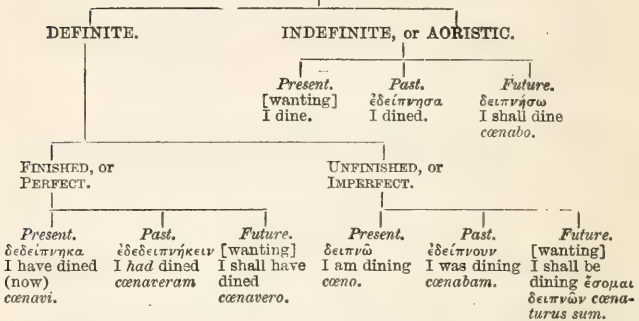 DEFINITE. INDEFINITE, or AORISTIC.
Present. Past. Future.
[wanting] ἐδείπνησα δειπνήσω
I dine. I dined. I shall dine
cœnabo.
FINISHED, or UNFINISHED, or
PERFECT. IMPERFECT.
Present. Past. Future. Present. Past. Future.
δεδείπνηκα ἐδεδειπνήκειν [wanting] δειπνῶ ἐδείπνουν [wanting]
I have dined I had dined I shall have I am dining I was dining I shall be
(now) cœnaveram dined cœno. cœnabam. dining ἔσομαι
cœnavi. cœnavero. δειπνῶν cœna-
turus sum.